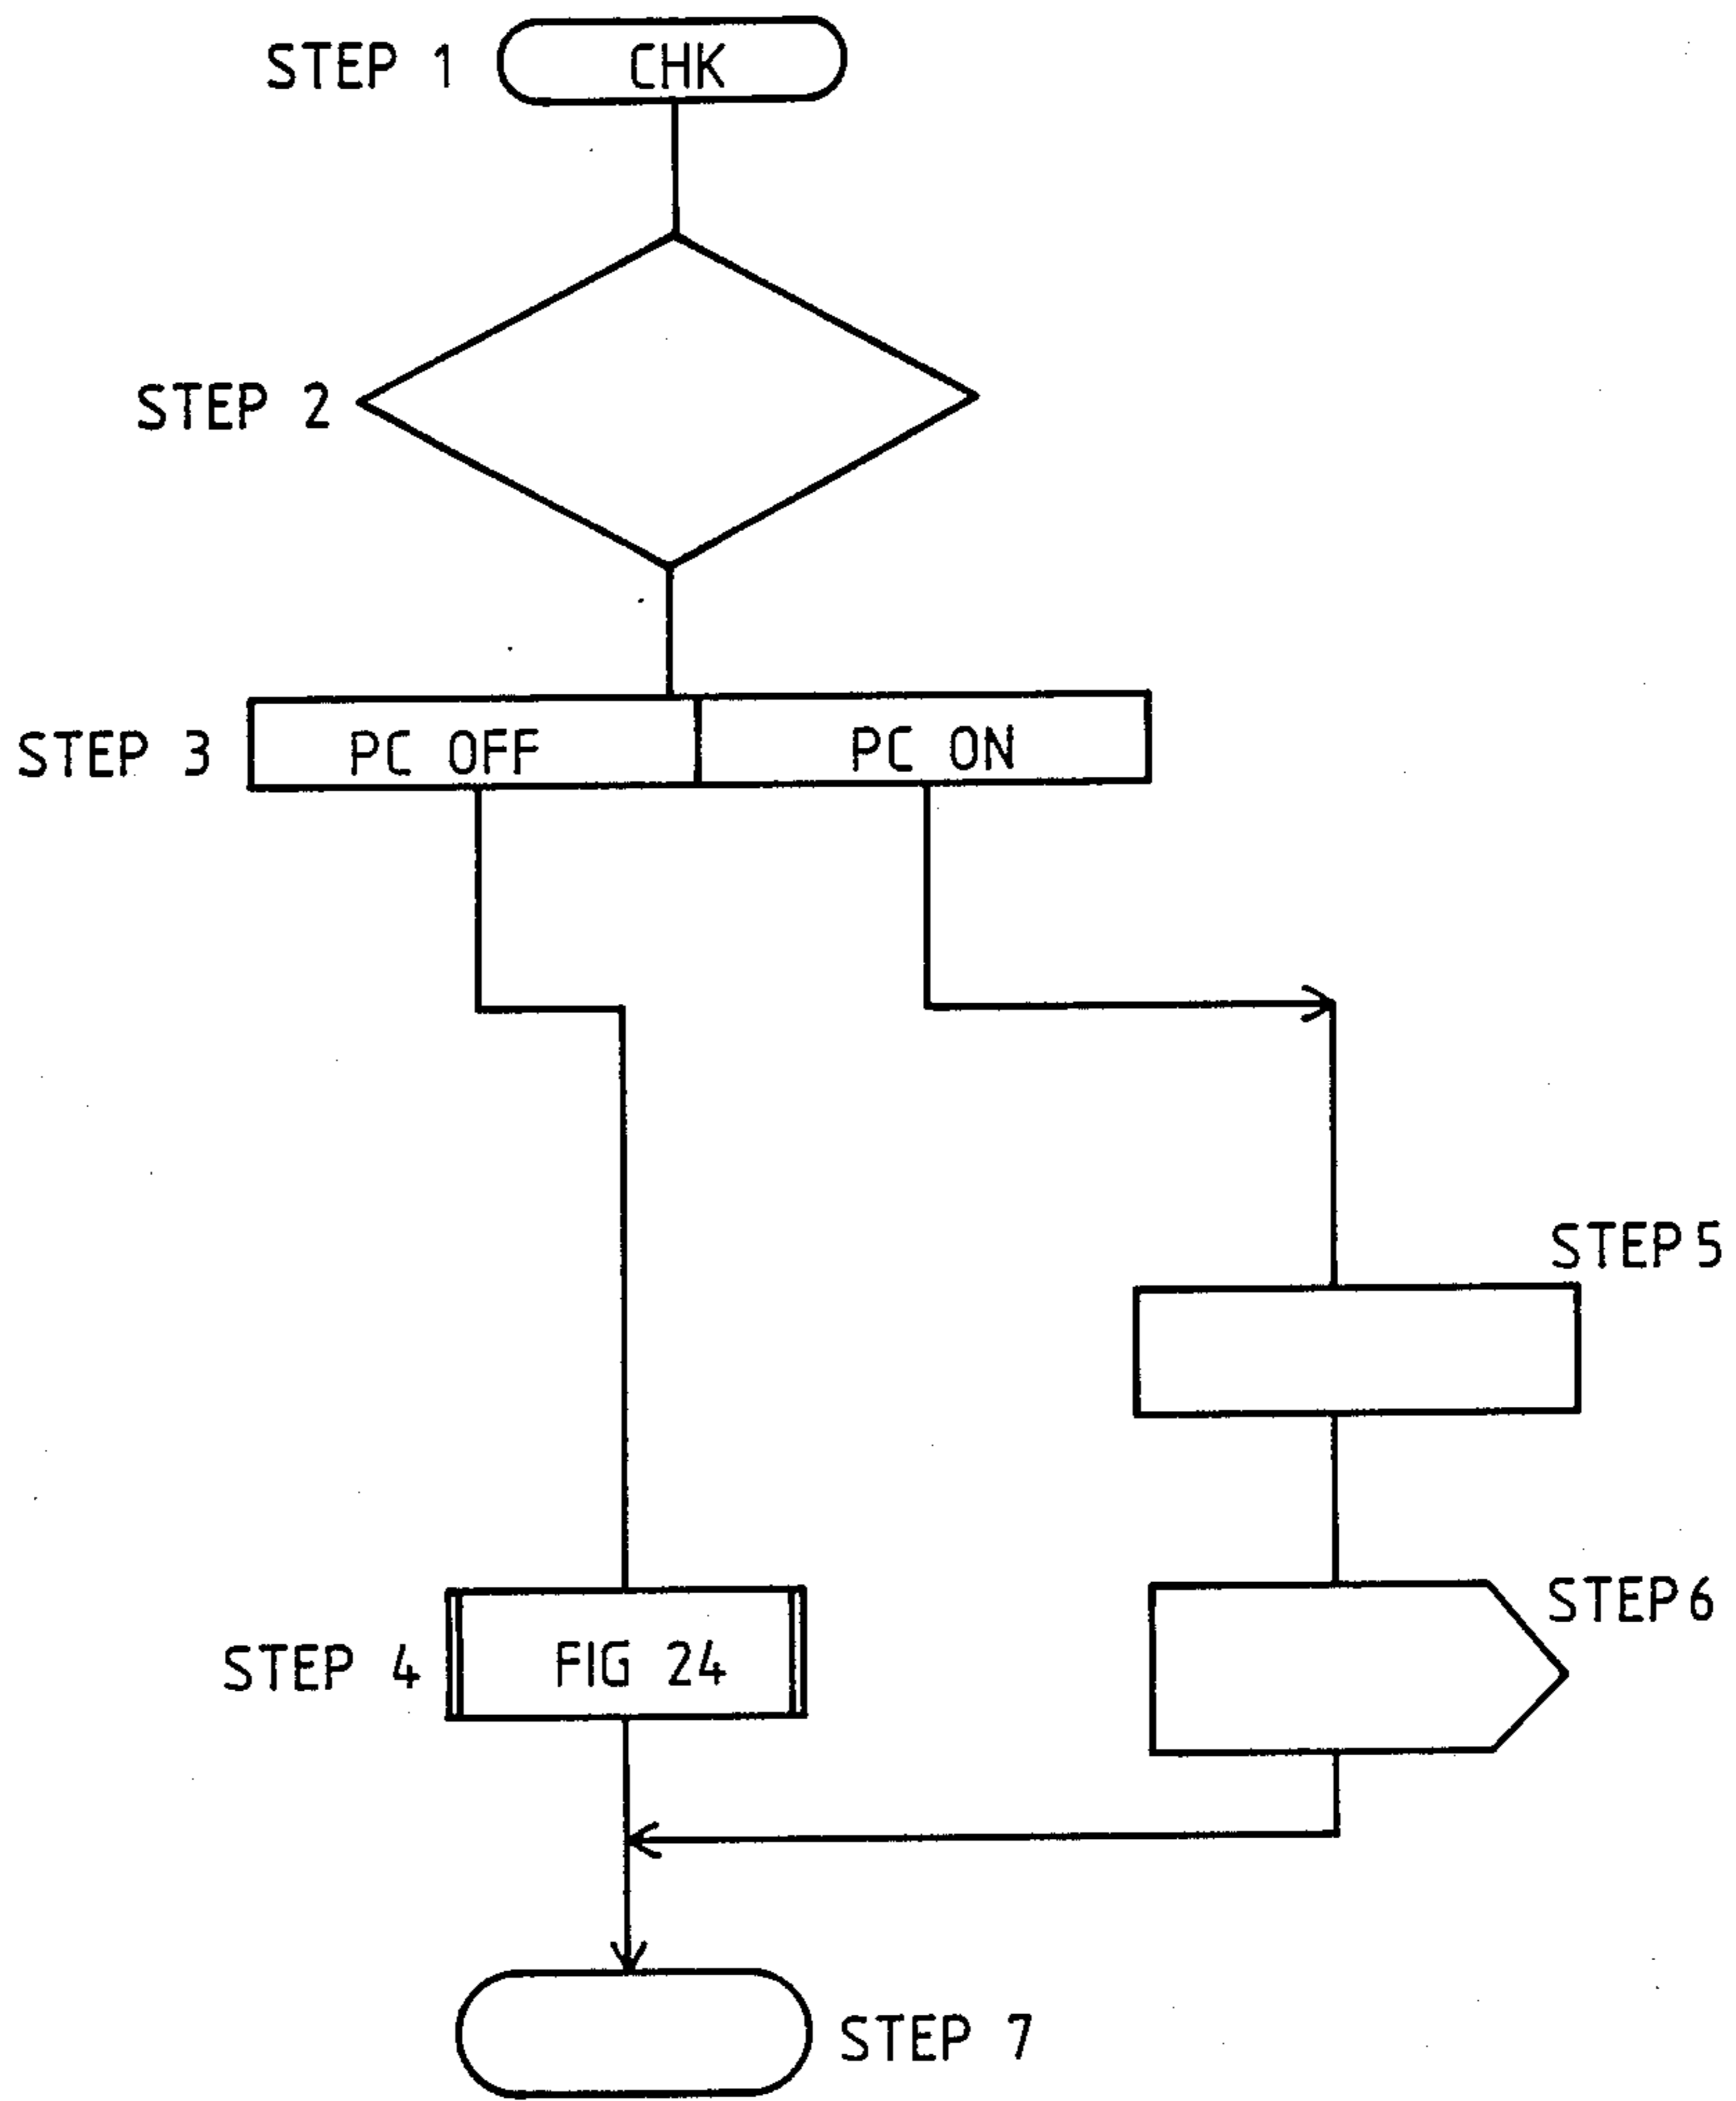 STEP 1 CHK
STEP 2
STEP 3 PC OFF PC ON
STEP 5
STEP 4 FIG 24
STEP 6
STEP 7